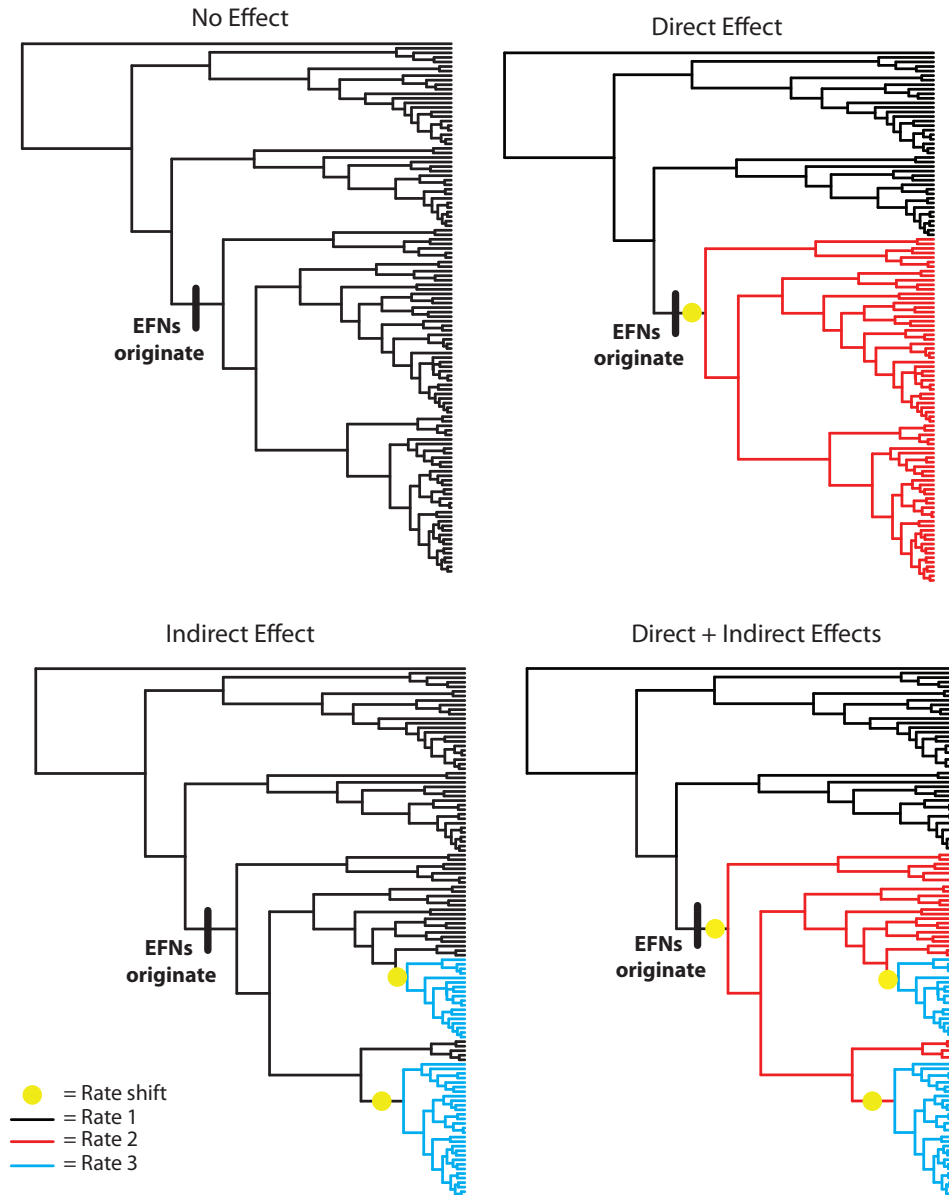 No Effect
Direct Effect
EFNs
originate
EFNs
originate
Indirect Effect
Direct + Indirect Effects
EFNs
originate
EFNs
originate
= Rate shift
= Rate 1
= Rate 2
= Rate 3